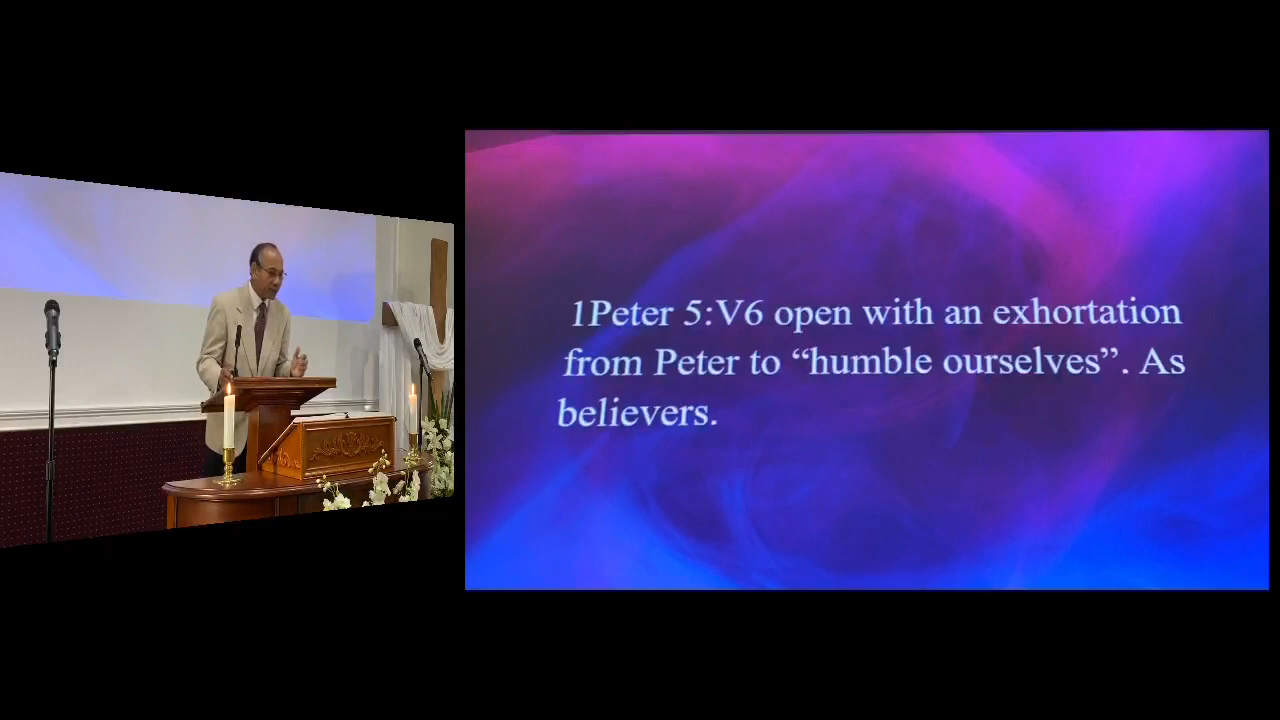 1Peter 5:V6 open with an exhortation
from Peter to “humble ourselves”. As
believers.